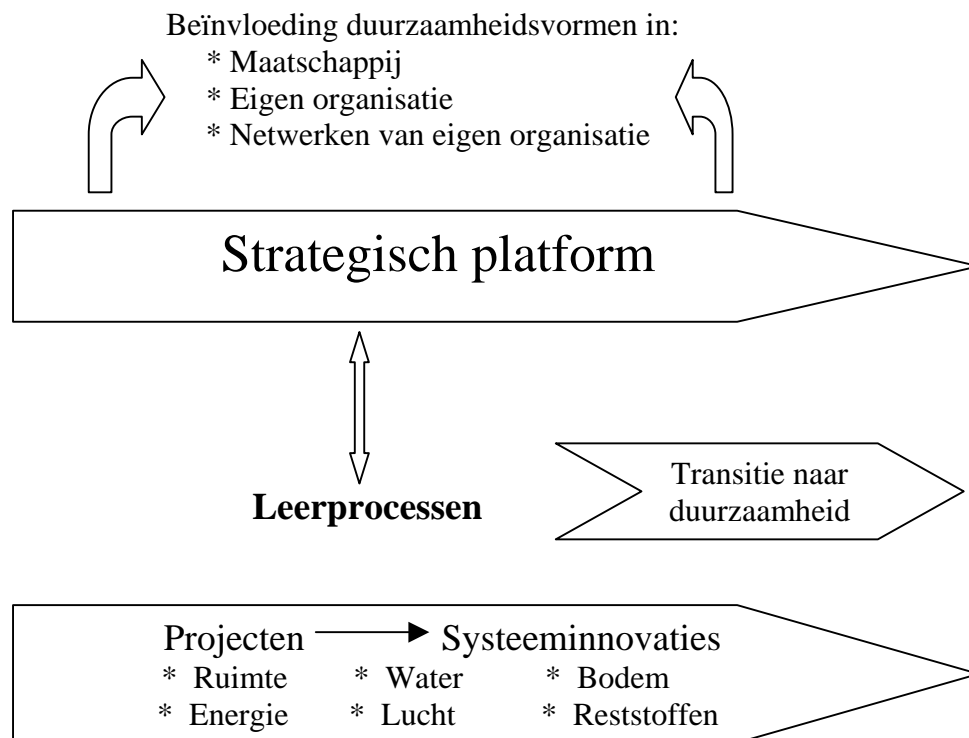 Beïnvloeding duurzaamheidsvormen in:
* Maatschappij
* Eigen organisatie
* Netwerken van eigen organisatie
Strategisch platform
Leerprocessen
Transitie naar
duurzaamheid
Projecten Systeeminnovaties
* Ruimte * Water * Bodem
* Energie * Lucht * Reststoffen